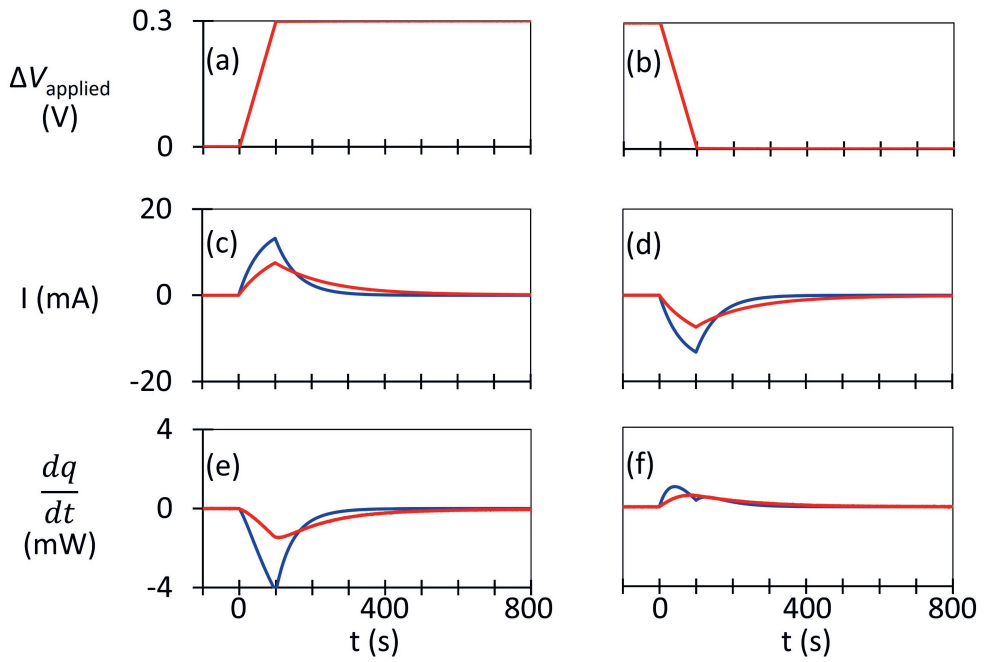 0.3
(a)
(b)
ΔVapplied
(V)
0
20
(c)
(d)
I (mA)
0
-20
4
(e)
(f)
dq
dt
(mW)
0
-4
0 400 800
0 400 800
t (s)
t (s)